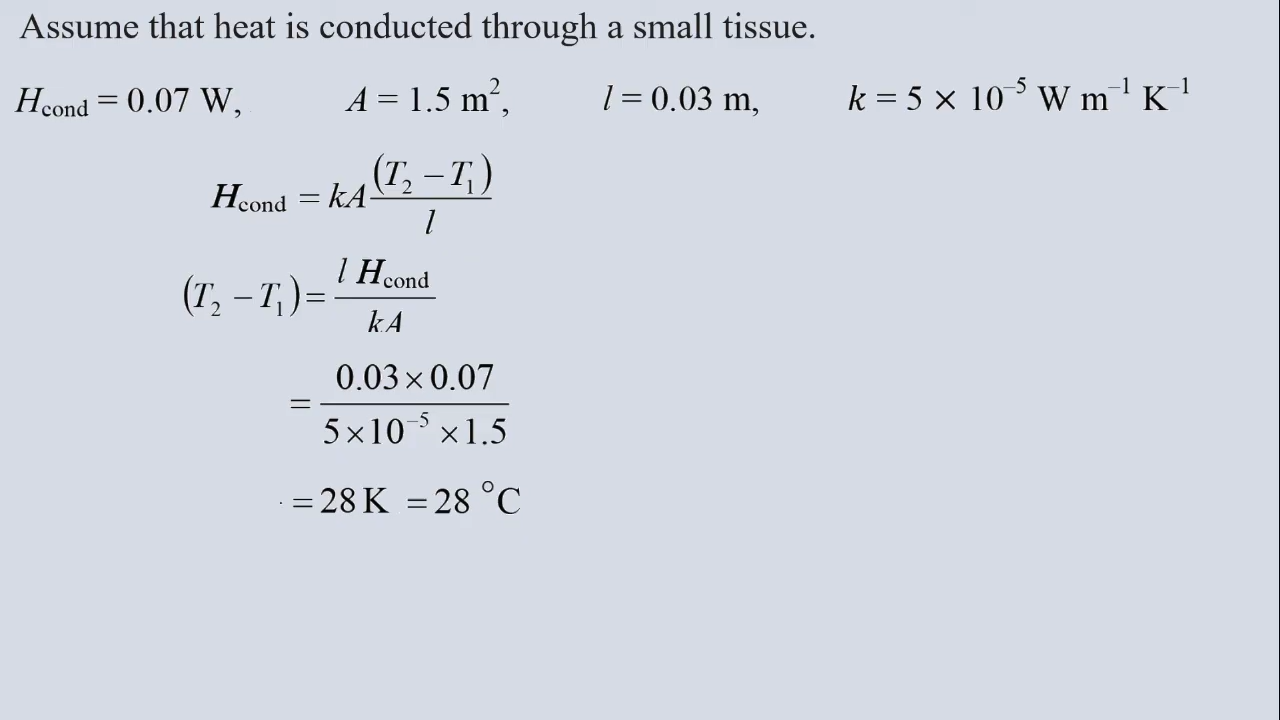 Assume that heat is conducted through a small tissue.
H_cond = 0.07 W, A = 1.5 m², l = 0.03 m, k = 5 × 10⁻⁵ W m⁻¹ K⁻¹
H_cond = kA (T₂ − T₁) / l
(T₂ − T₁) = l H_cond / kA
= 0.03 × 0.07 / 5 × 10⁻⁵ × 1.5
= 28 K = 28 °C